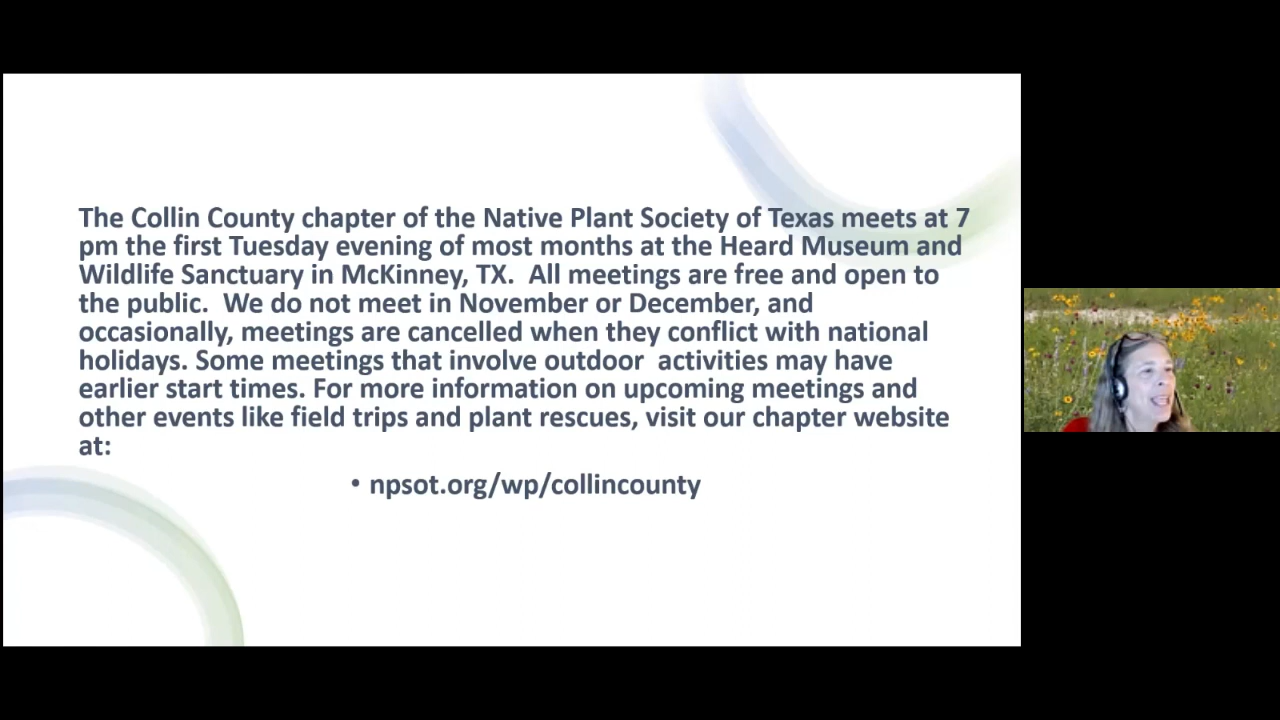 The Collin County chapter of the Native Plant Society of Texas meets at 7
pm the first Tuesday evening of most months at the Heard Museum and
Wildlife Sanctuary in McKinney, TX.  All meetings are free and open to
the public.  We do not meet in November or December, and
occasionally, meetings are cancelled when they conflict with national
holidays. Some meetings that involve outdoor  activities may have
earlier start times. For more information on upcoming meetings and
other events like field trips and plant rescues, visit our chapter website
at:
• npsot.org/wp/collincounty